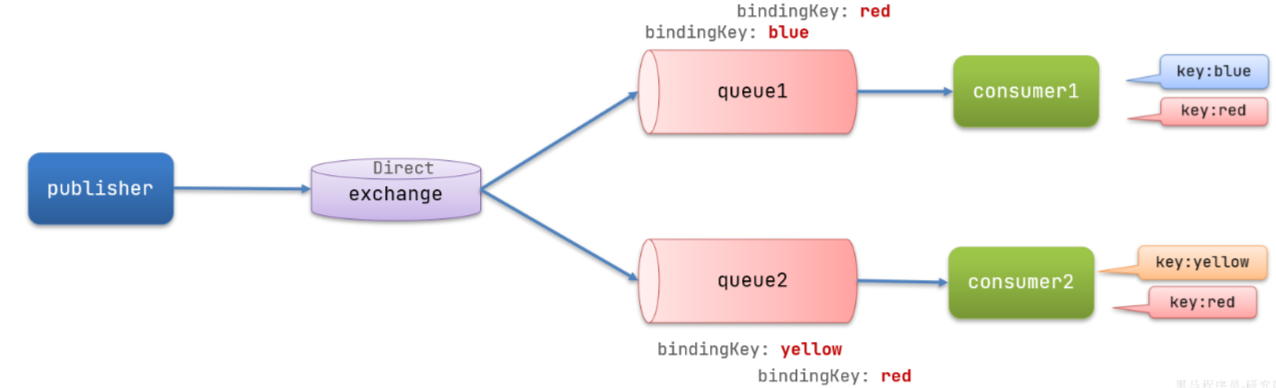 bindingKey: red
bindingKey: blue
queue1
consumer1
key:blue
key:red
publisher
Direct
exchange
queue2
consumer2
key:yellow
key:red
bindingKey: yellow
bindingKey: red